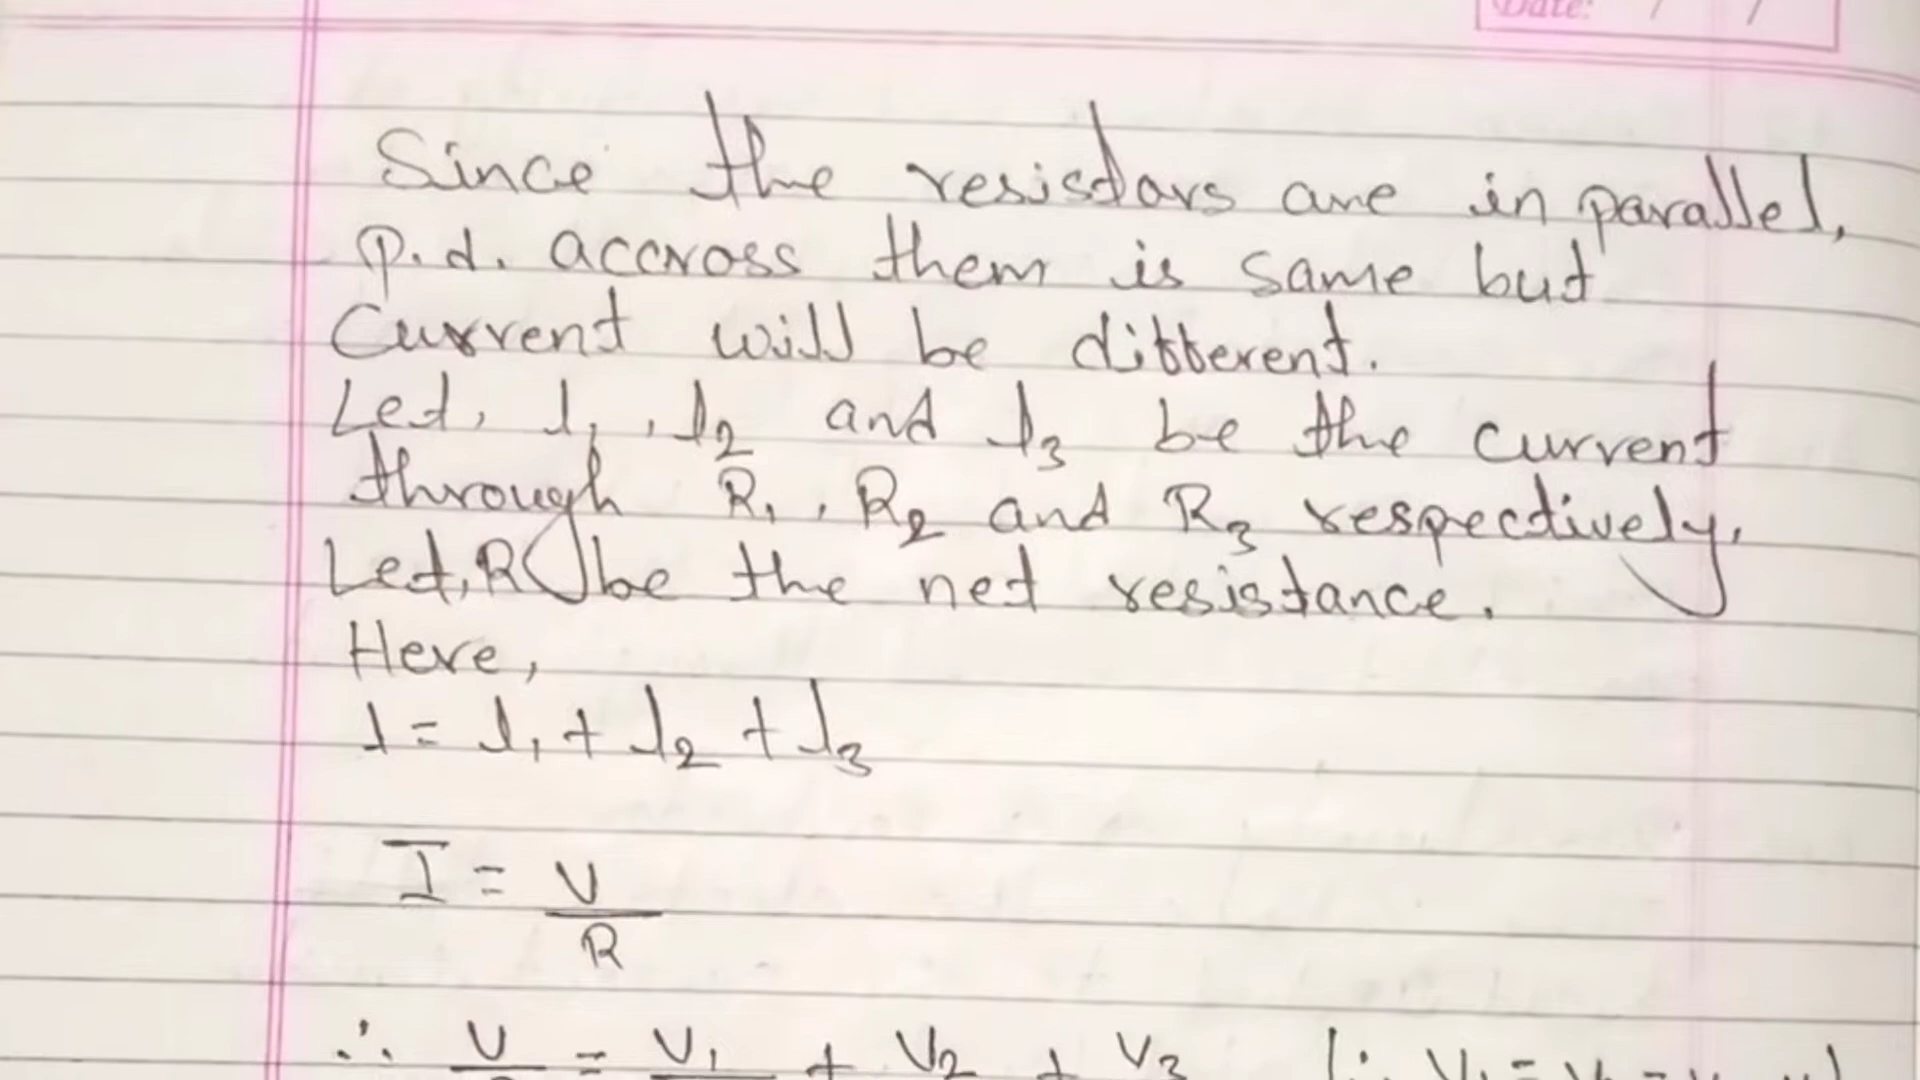 Date: / /
Since the resistors are in parallel,
p.d. accross them is same but
Current will be different.
Let, I₁, I₂ and I₃ be the current
through R₁, R₂ and R₃ respectively.
Let, R be the net resistance.
Here,
I = I₁ + I₂ + I₃
I = V
R
∴ V = V₁ + V₂ + V₃